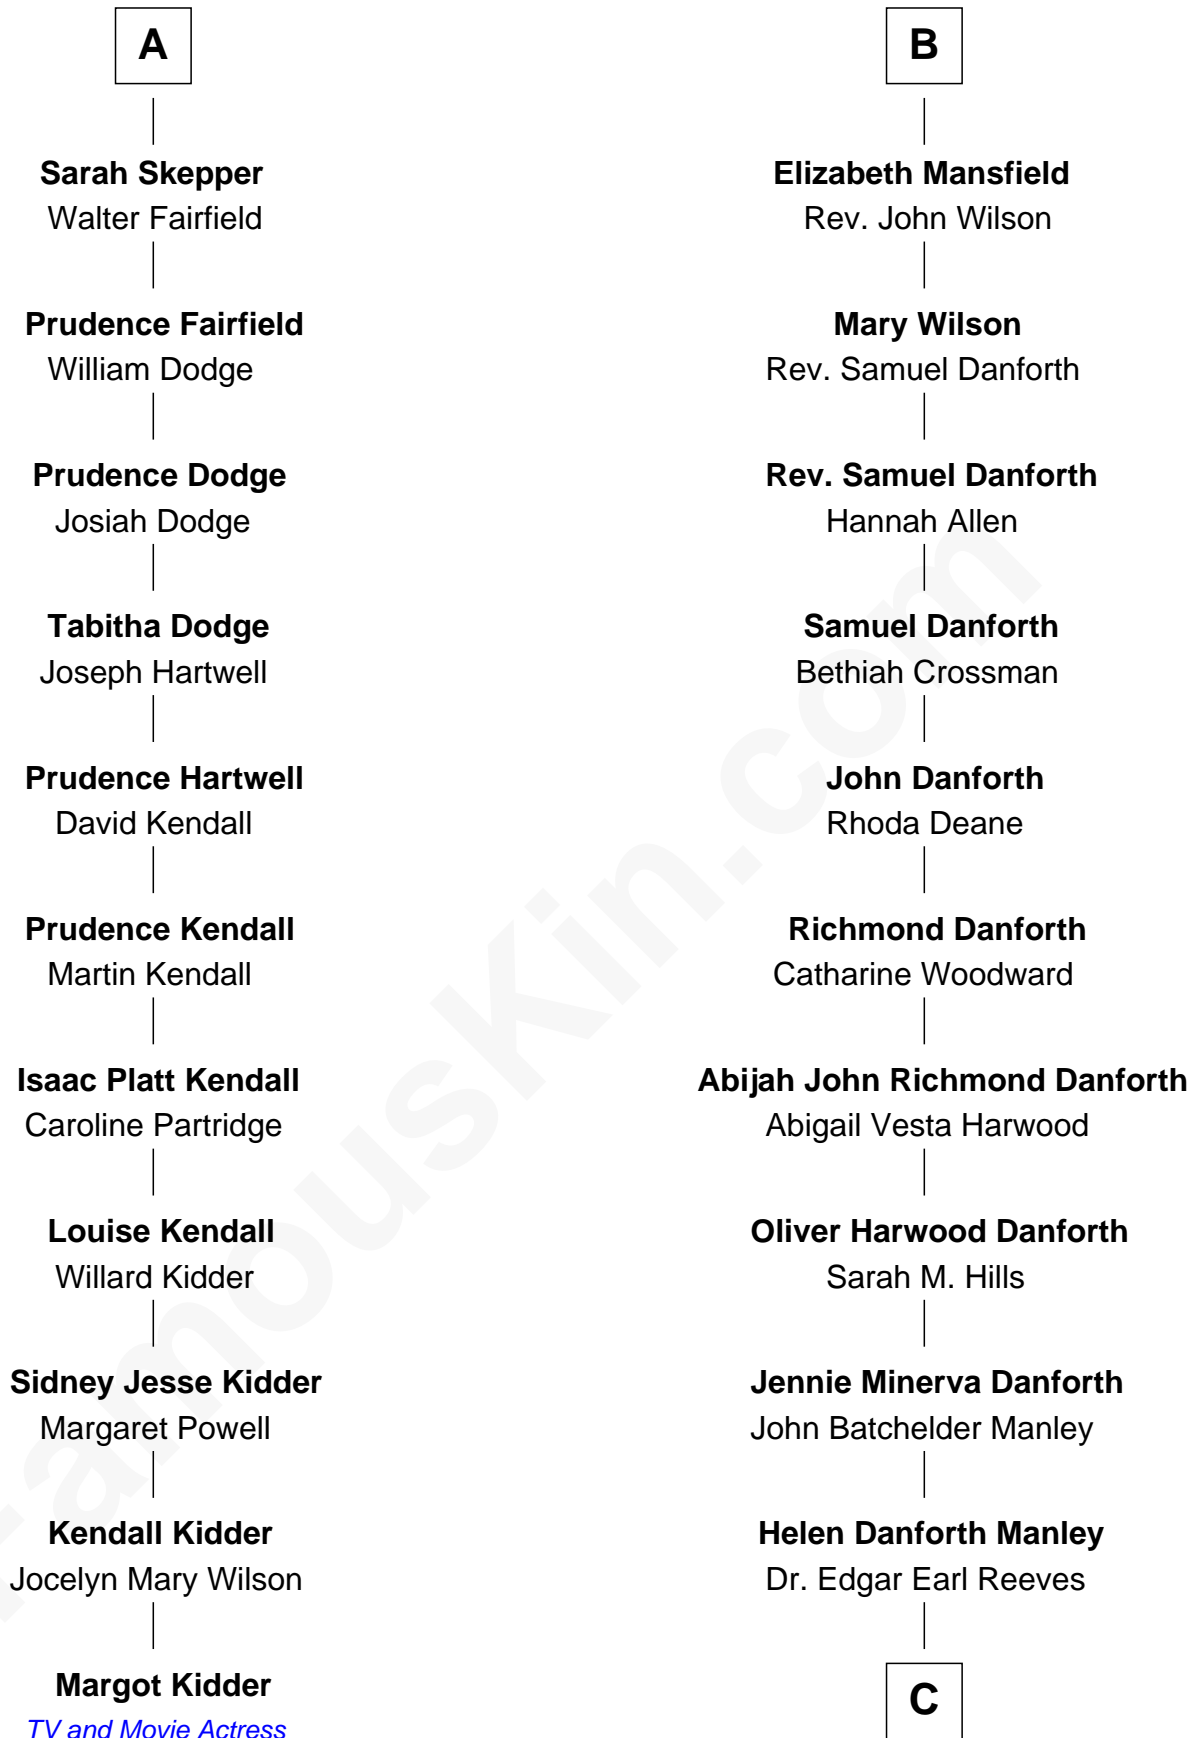 A
Sarah Skepper
Walter Fairfield
Prudence Fairfield
William Dodge
Prudence Dodge
Josiah Dodge
Tabitha Dodge
Joseph Hartwell
Prudence Hartwell
David Kendall
Prudence Kendall
Martin Kendall
Isaac Platt Kendall
Caroline Partridge
Louise Kendall
Willard Kidder
Sidney Jesse Kidder
Margaret Powell
Kendall Kidder
Jocelyn Mary Wilson
Margot Kidder
TV and Movie Actress
B
Elizabeth Mansfield
Rev. John Wilson
Mary Wilson
Rev. Samuel Danforth
Rev. Samuel Danforth
Hannah Allen
Samuel Danforth
Bethiah Crossman
John Danforth
Rhoda Deane
Richmond Danforth
Catharine Woodward
Abijah John Richmond Danforth
Abigail Vesta Harwood
Oliver Harwood Danforth
Sarah M. Hills
Jennie Minerva Danforth
John Batchelder Manley
Helen Danforth Manley
Dr. Edgar Earl Reeves
C
FamousKin.com